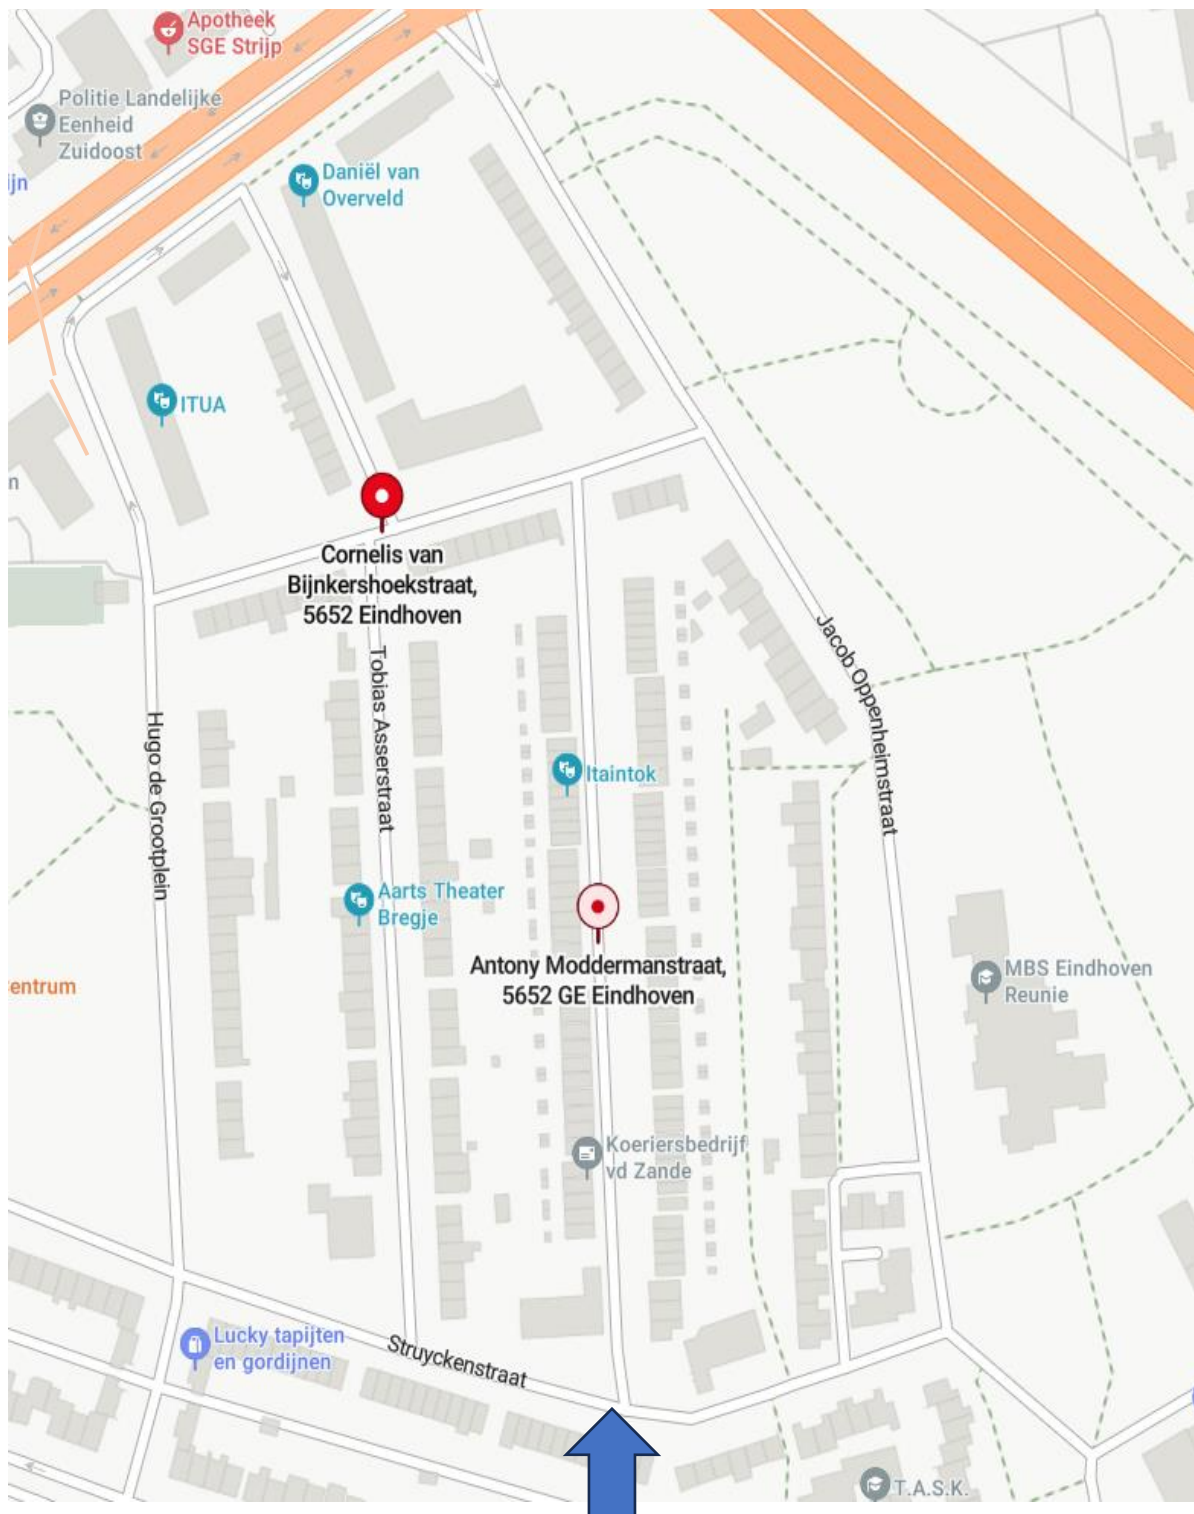 Apotheek
SGE Strijp
Politie Landelijke
Eenheid
Zuidoost
ijn
Daniël van
Overveld
ITUA
n
Cornelis van
Bijnkershoekstraat,
5652 Eindhoven
Jacob Oppenheimstraat
Tobias Asserstraat
Hugo de Grootplein
Itaintok
Aarts Theater
Bregje
Antony Moddermanstraat,
5652 GE Eindhoven
MBS Eindhoven
Reunie
entrum
Koeriersbedrijf
vd Zande
Lucky tapijten
en gordijnen
Struyckenstraat
T.A.S.K.